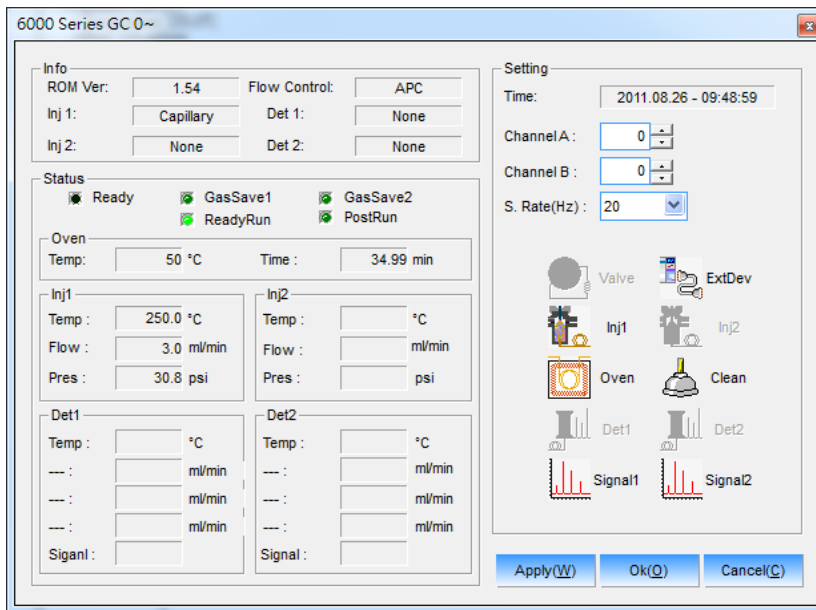 6000 Series GC 0~
Info
ROM Ver: 1.54 Flow Control: APC
Inj 1: Capillary Det 1: None
Inj 2: None Det 2: None
Status
Ready GasSave1 GasSave2
ReadyRun PostRun
Oven
Temp: 50 °C Time : 34.99 min
Inj1
Temp : 250.0 °C
Flow : 3.0 ml/min
Pres : 30.8 psi
Inj2
Temp : °C
Flow : ml/min
Pres : psi
Det1
Temp : °C
--- : ml/min
--- : ml/min
--- : ml/min
Siganl :
Det2
Temp : °C
--- : ml/min
--- : ml/min
--- : ml/min
Signal :
Setting
Time: 2011.08.26 - 09:48:59
Channel A : 0
Channel B : 0
S. Rate(Hz) : 20
Valve ExtDev
Inj1 Inj2
Oven Clean
Det1 Det2
Signal1 Signal2
Apply(W) Ok(O) Cancel(C)